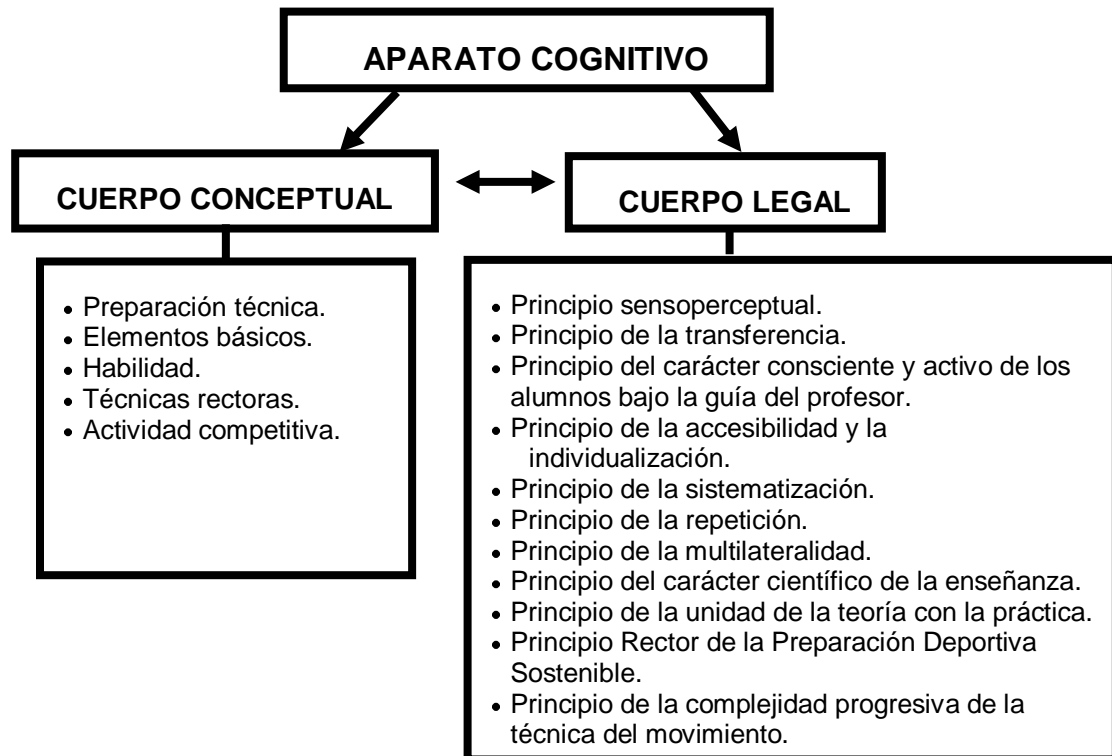 APARATO COGNITIVO
CUERPO CONCEPTUAL
CUERPO LEGAL
• Preparación técnica.
• Elementos básicos.
• Habilidad.
• Técnicas rectoras.
• Actividad competitiva.
• Principio sensoperceptual.
• Principio de la transferencia.
• Principio del carácter consciente y activo de los
alumnos bajo la guía del profesor.
• Principio de la accesibilidad y la
individualización.
• Principio de la sistematización.
• Principio de la repetición.
• Principio de la multilateralidad.
• Principio del carácter científico de la enseñanza.
• Principio de la unidad de la teoría con la práctica.
• Principio Rector de la Preparación Deportiva
Sostenible.
• Principio de la complejidad progresiva de la
técnica del movimiento.